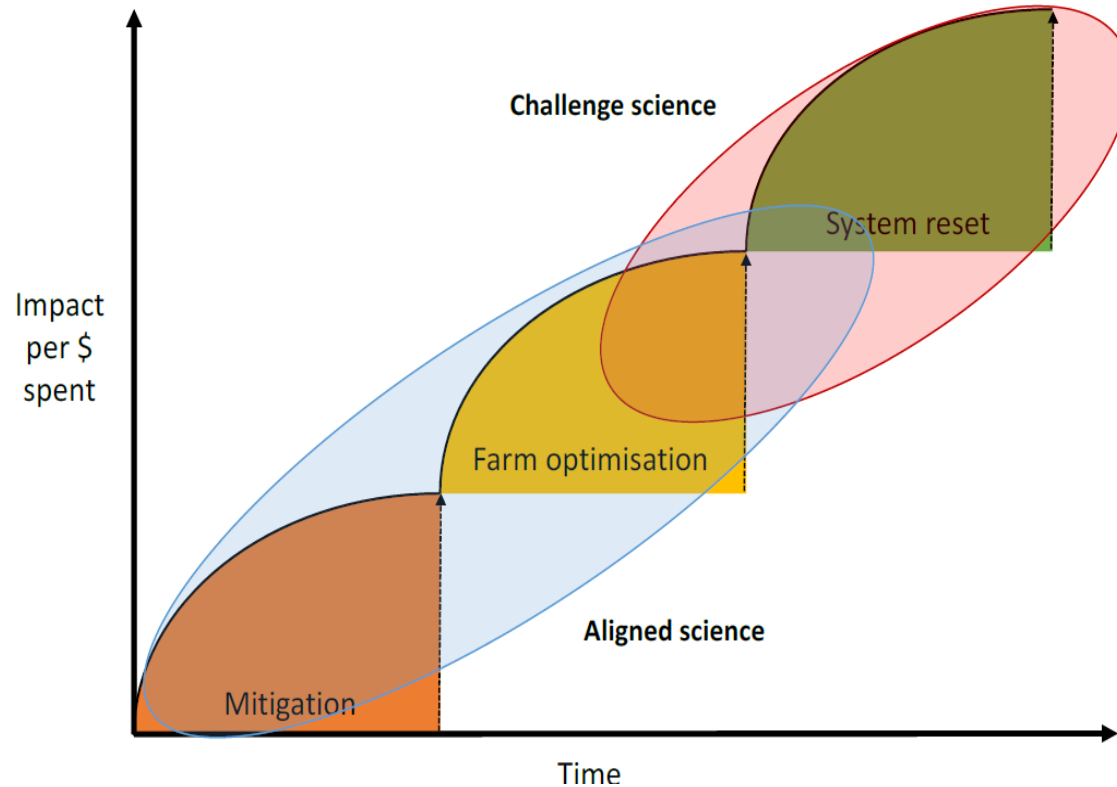 Challenge science
System reset
Impact
per $
spent
Farm optimisation
Aligned science
Mitigation
Time